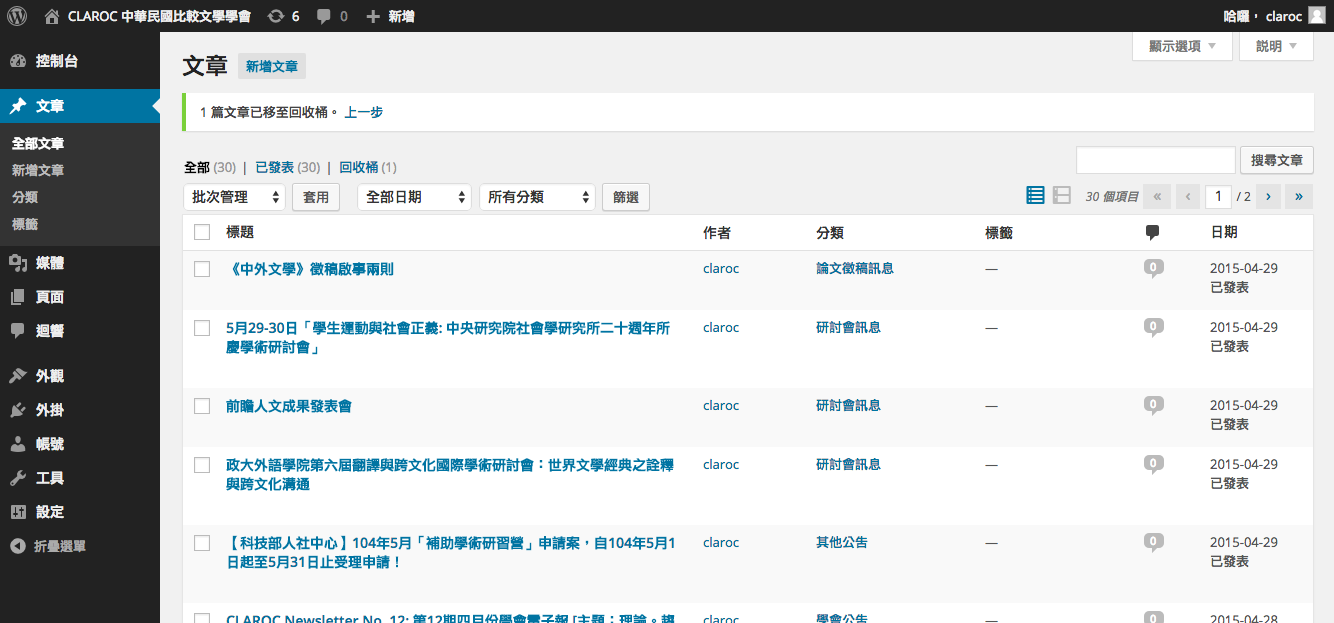 CLAROC 中華民國比較文學學會 6 0 新增 哈囉，claroc
控制台
文章
全部文章
新增文章
分類
標籤
媒體
頁面
迴響
外觀
外掛
帳號
工具
設定
折疊選單
顯示選項 說明
文章 新增文章
1 篇文章已移至回收桶。 上一步
全部 (30) | 已發表 (30) | 回收桶 (1)
搜尋文章
批次管理 套用 全部日期 所有分類 篩選
30 個項目 « ‹ 1 / 2 › »
標題 作者 分類 標籤 日期
《中外文學》徵稿啟事兩則 claroc 論文徵稿訊息 — 0 2015-04-29
已發表
5月29-30日「學生運動與社會正義: 中央研究院社會學研究所二十週年所 claroc 研討會訊息 — 0 2015-04-29
慶學術研討會」 已發表
前瞻人文成果發表會 claroc 研討會訊息 — 0 2015-04-29
已發表
政大外語學院第六屆翻譯與跨文化國際學術研討會：世界文學經典之詮釋 claroc 研討會訊息 — 0 2015-04-29
與跨文化溝通 已發表
【科技部人社中心】104年5月「補助學術研習營」申請案，自104年5月1 claroc 其他公告 — 0 2015-04-29
日起至5月31日止受理申請！ 已發表
CLAROC Newsletter No. 12: 第12期四月份學會電子報 [主題：理論。趨 claroc 學會公告 — 0 2015-04-28